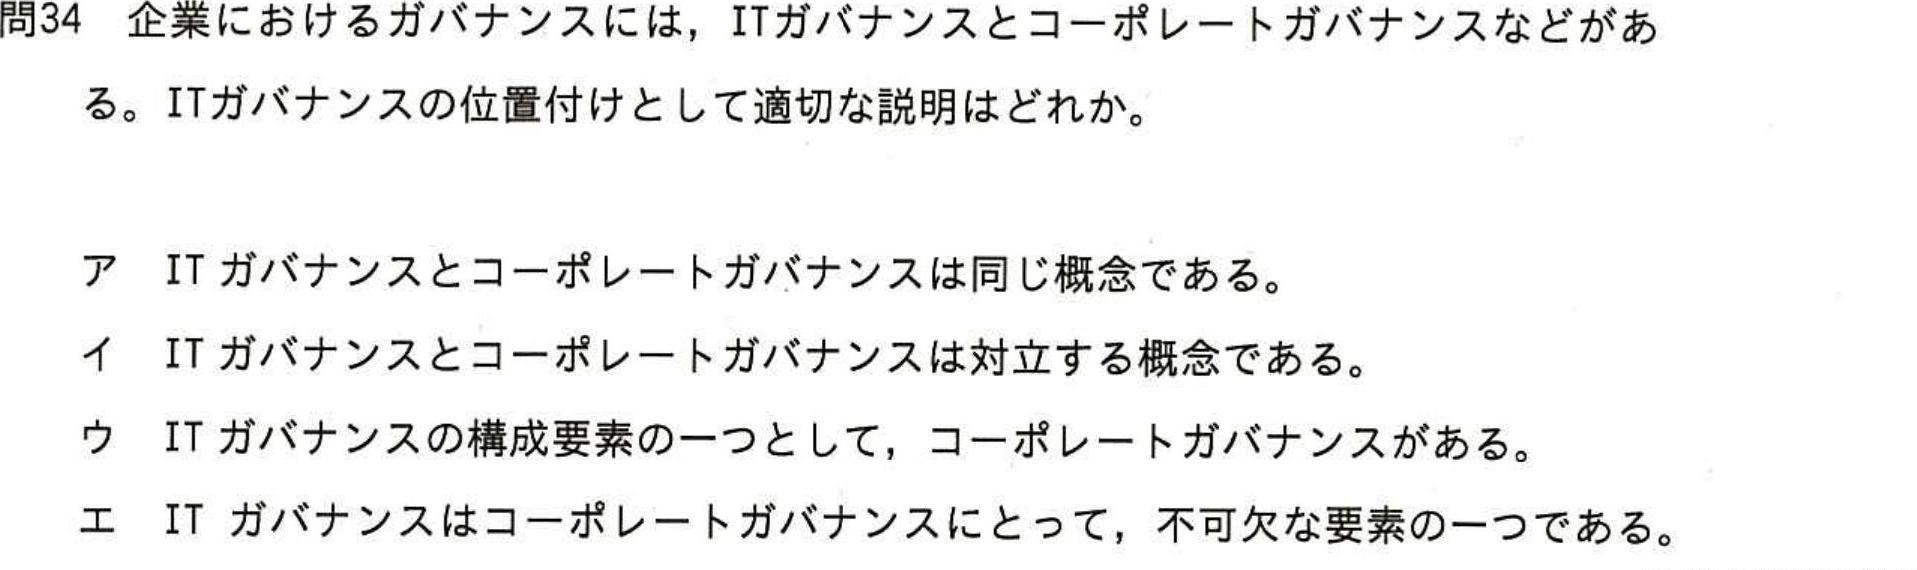 問34 企業におけるガバナンスには，ITガバナンスとコーポレートガバナンスなどがあ
る。ITガバナンスの位置付けとして適切な説明はどれか。
ア IT ガバナンスとコーポレートガバナンスは同じ概念である。
イ IT ガバナンスとコーポレートガバナンスは対立する概念である。
ウ IT ガバナンスの構成要素の一つとして，コーポレートガバナンスがある。
エ IT ガバナンスはコーポレートガバナンスにとって，不可欠な要素の一つである。